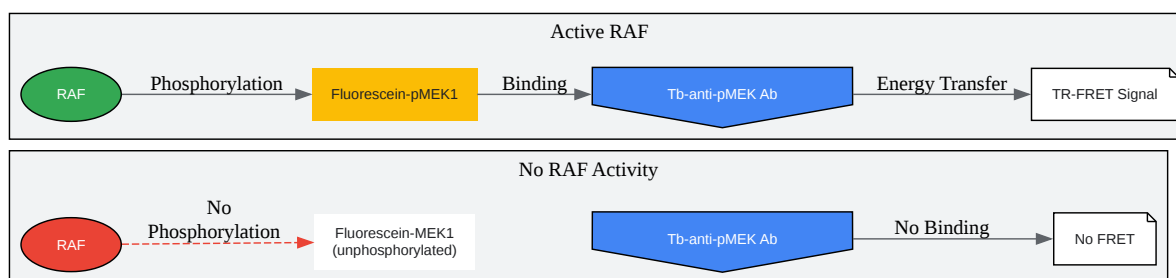 Active RAF
RAF
Phosphorylation
Fluorescein-pMEK1
Binding
Tb-anti-pMEK Ab
Energy Transfer
TR-FRET Signal
No RAF Activity
RAF
No
Phosphorylation
Fluorescein-MEK1
(unphosphorylated)
Tb-anti-pMEK Ab
No Binding
No FRET